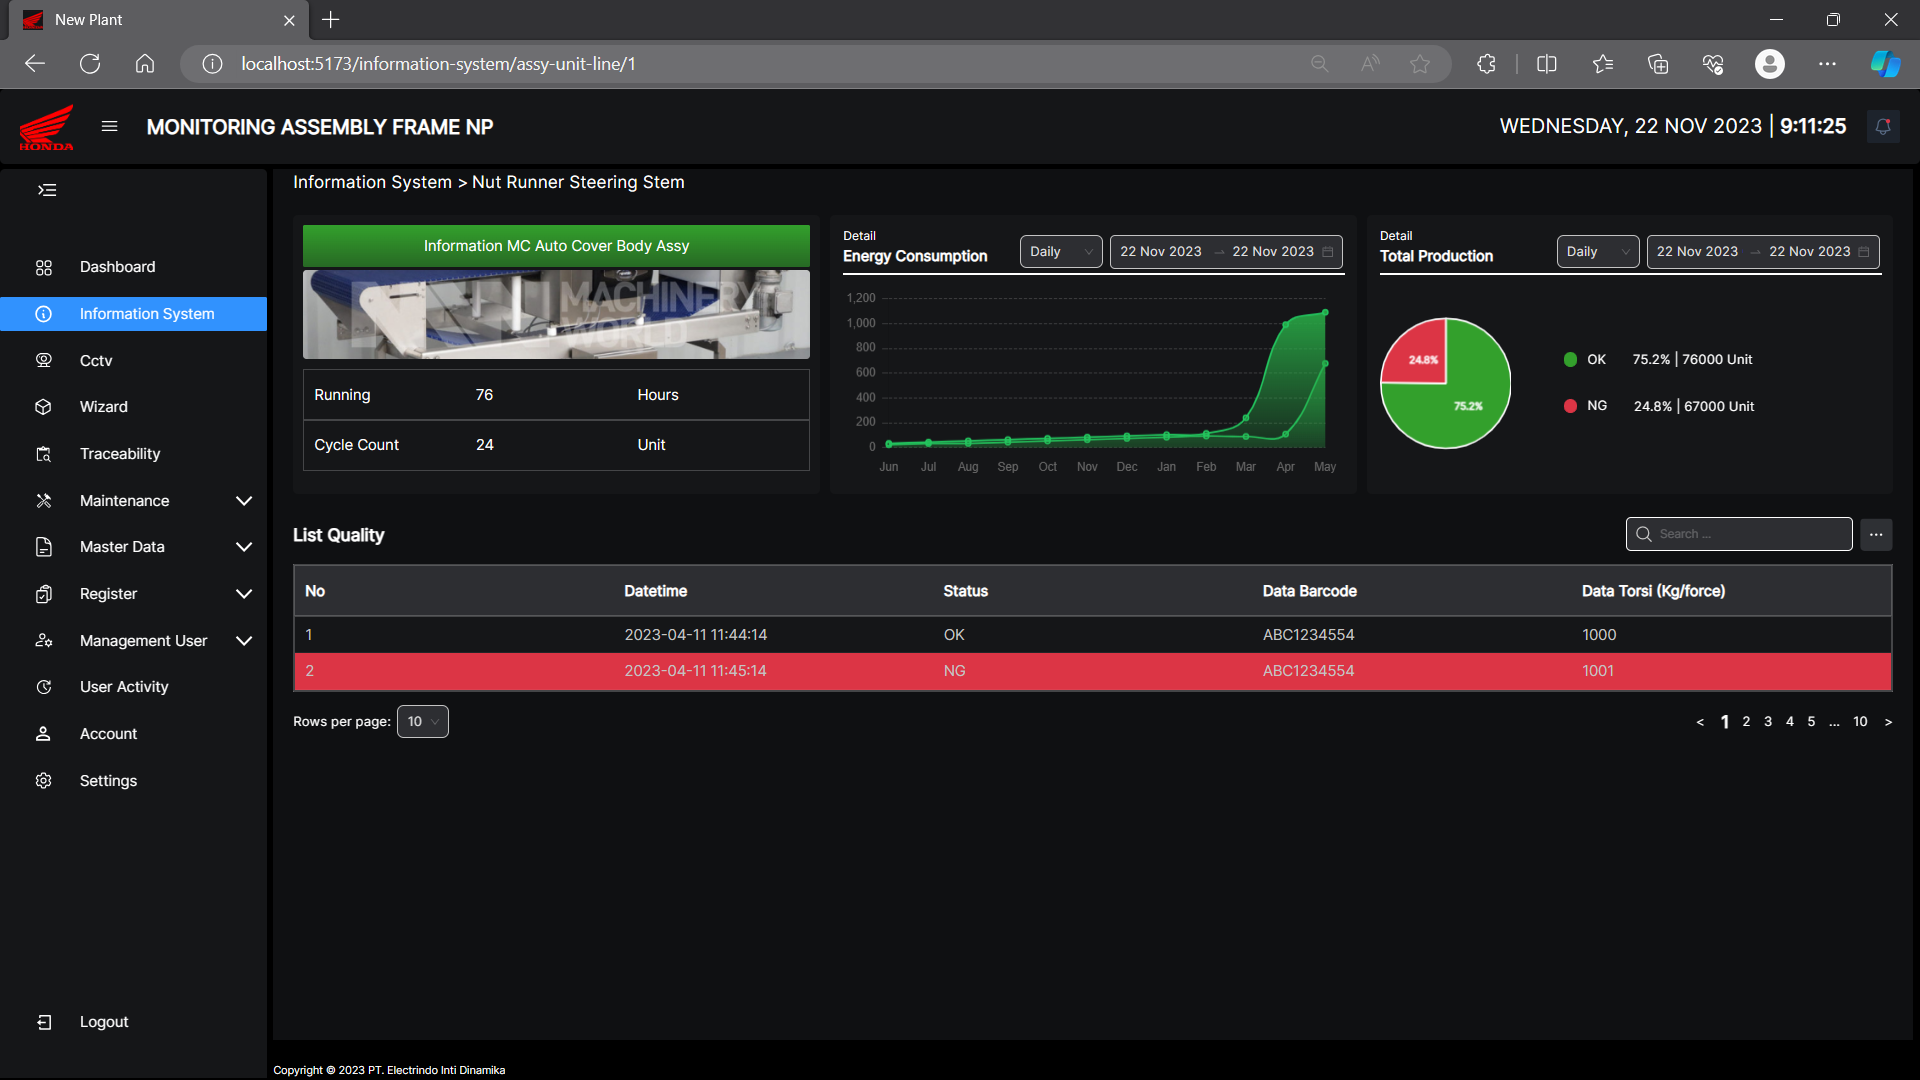 New Plant
localhost:5173/information-system/assy-unit-line/1
HONDA
MONITORING ASSEMBLY FRAME NP
WEDNESDAY, 22 NOV 2023 | 9:11:25
Information System > Nut Runner Steering Stem
Dashboard
Information System
Cctv
Wizard
Traceability
Maintenance
Master Data
Register
Management User
User Activity
Account
Settings
Logout
Information MC Auto Cover Body Assy
MACHINERY
WORLD
Running 76 Hours
Cycle Count 24 Unit
Detail
Energy Consumption
Daily
22 Nov 2023 → 22 Nov 2023
1,200
1,000
800
600
400
200
0
Jun Jul Aug Sep Oct Nov Dec Jan Feb Mar Apr May
Detail
Total Production
Daily
22 Nov 2023 → 22 Nov 2023
24.8%
75.2%
OK 75.2% | 76000 Unit
NG 24.8% | 67000 Unit
List Quality
Search ...
No Datetime Status Data Barcode Data Torsi (Kg/force)
1 2023-04-11 11:44:14 OK ABC1234554 1000
2 2023-04-11 11:45:14 NG ABC1234554 1001
Rows per page: 10
< 1 2 3 4 5 ... 10 >
Copyright © 2023 PT. Electrindo Inti Dinamika